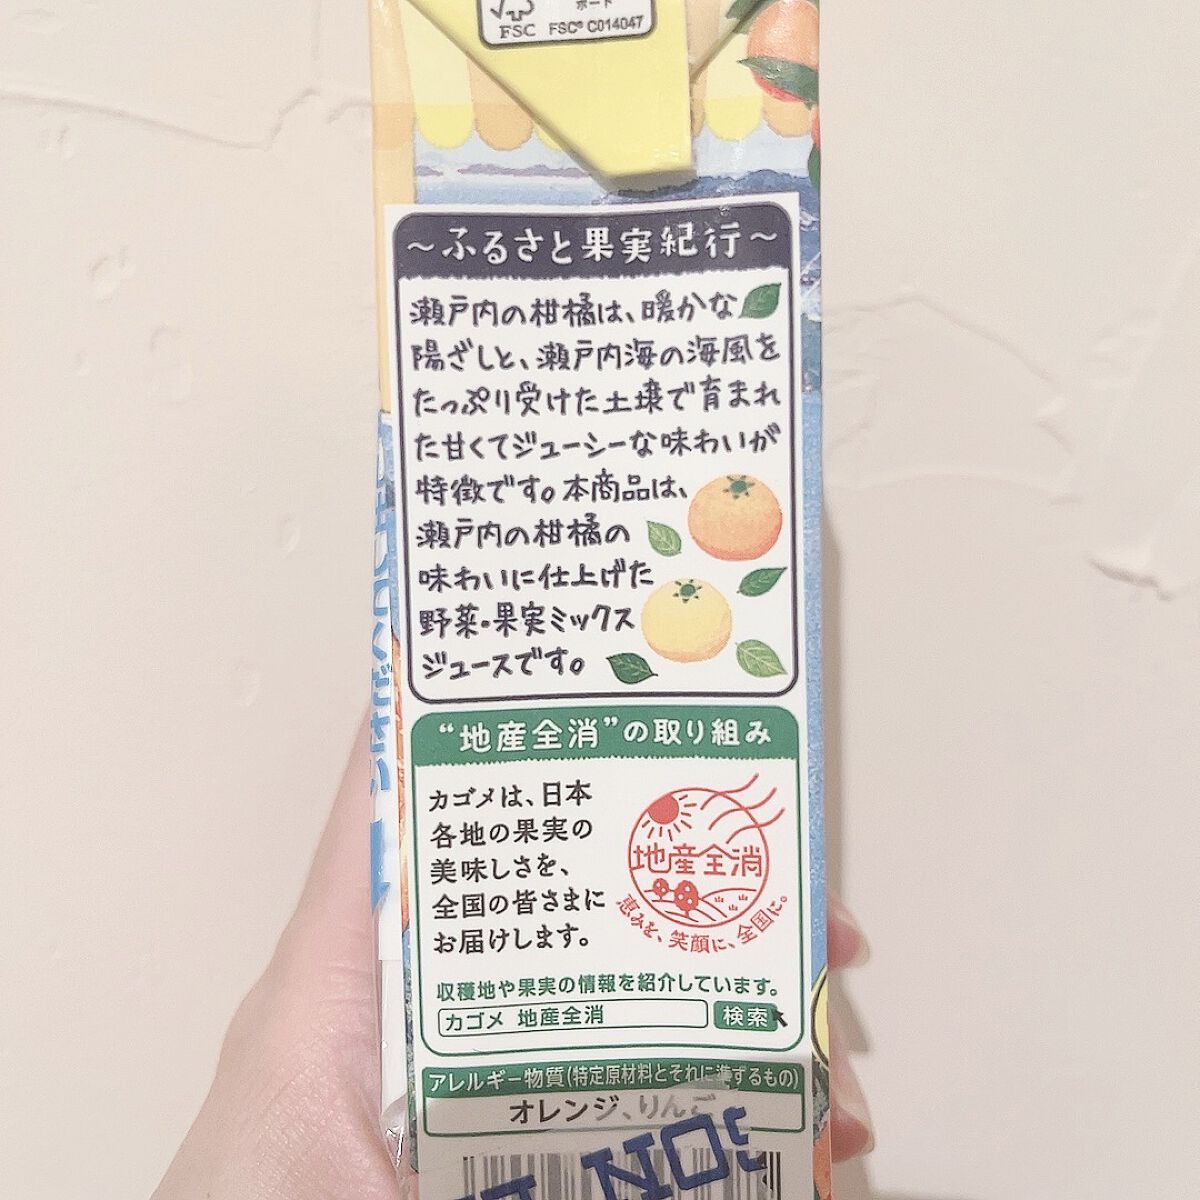 ボード
FSC FSC® C014047
～ふるさと果実紀行～
瀬戸内の柑橘は、暖かな
陽ざしと、瀬戸内海の海風を
たっぷり受けた土壌で育まれ
た甘くてジューシーな味わいが
特徴です。本商品は、
瀬戸内の柑橘の
味わいに仕上げた
野菜・果実ミックス
ジュースです。
“地産全消”の取り組み
カゴメは、日本
各地の果実の
美味しさを、
全国の皆さまに
お届けします。
地産全消
恵みを、笑顔に、全国に。
収穫地や果実の情報を紹介しています。
カゴメ 地産全消 検索
アレルギー物質(特定原材料とそれに準ずるもの)
オレンジ、りんご
てください